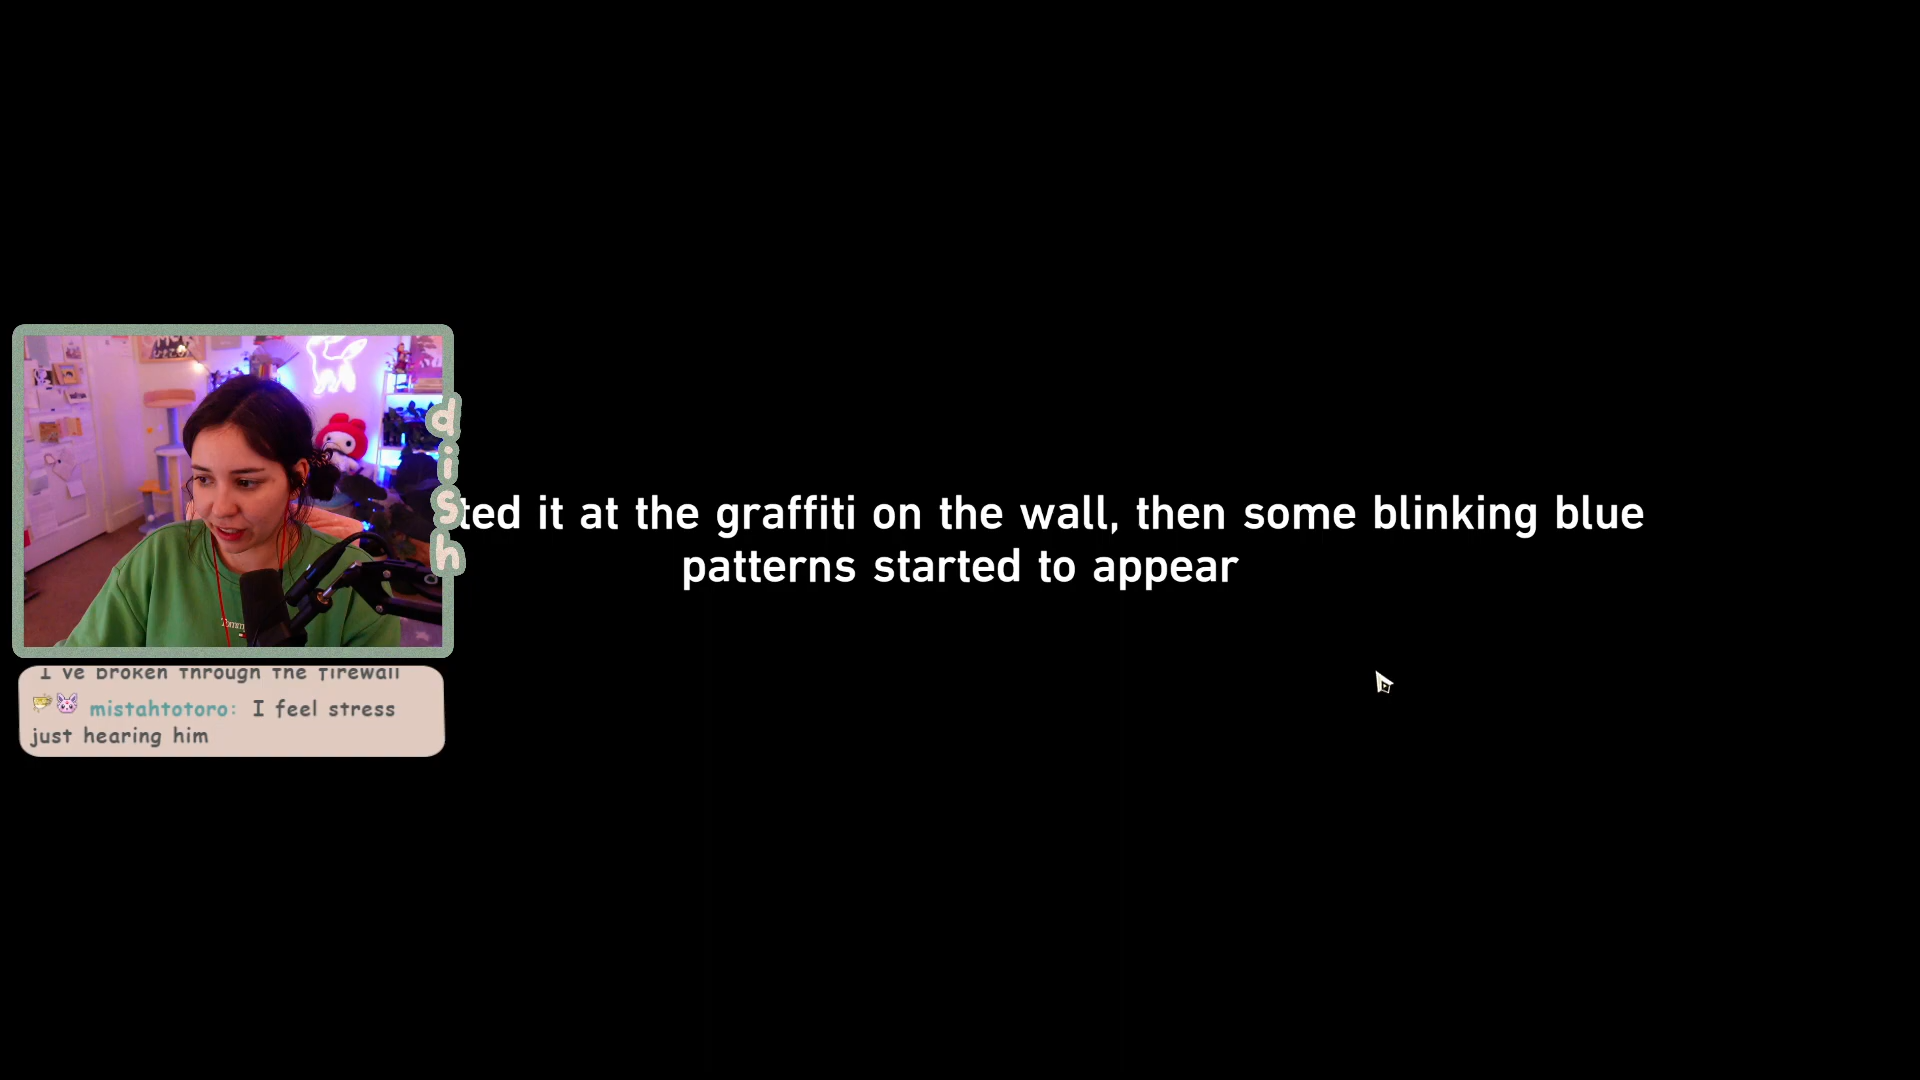 dish
ted it at the graffiti on the wall, then some blinking blue
patterns started to appear
I've broken through the firewall
mistahtotoro: I feel stress
just hearing him